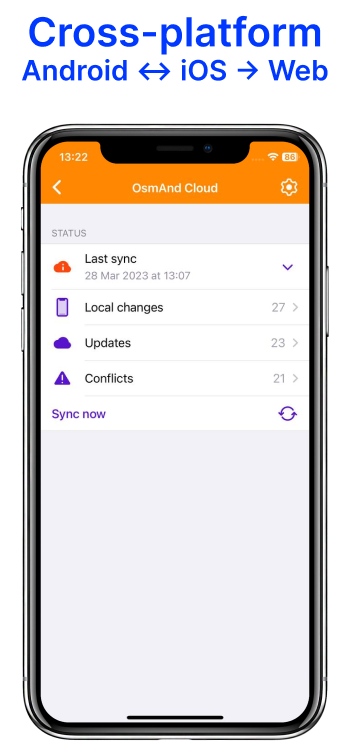 Cross-platform
Android ↔ iOS → Web
13:22
86
OsmAnd Cloud
STATUS
Last sync
28 Mar 2023 at 13:07
Local changes 27
Updates 23
Conflicts 21
Sync now